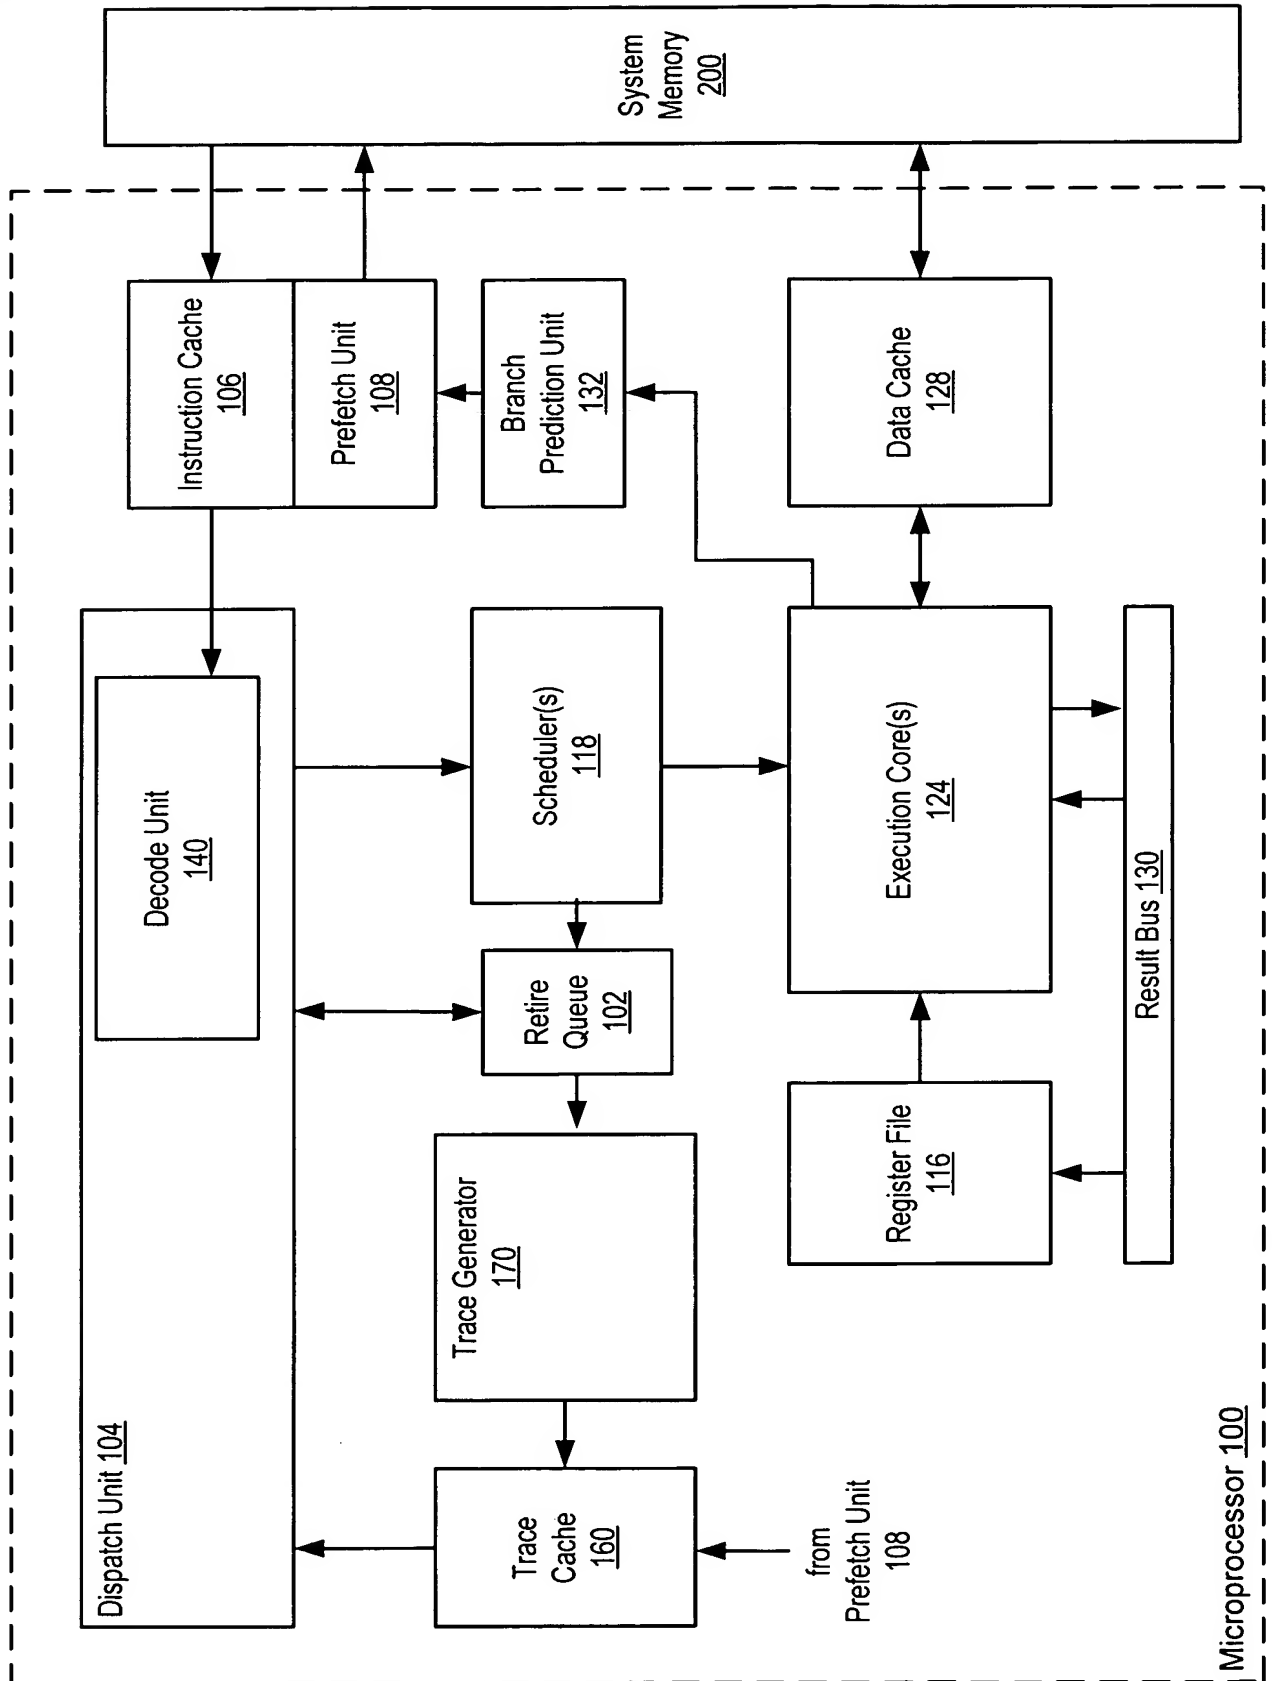 System
Memory
200
Instruction Cache
106
Prefetch Unit
108
Branch
Prediction Unit
132
Data Cache
128
Decode Unit
140
Scheduler(s)
118
Execution Core(s)
124
Retire
Queue
102
Register File
116
Result Bus 130
Trace Generator
170
Dispatch Unit 104
Trace
Cache
160
from
Prefetch Unit
108
Microprocessor 100